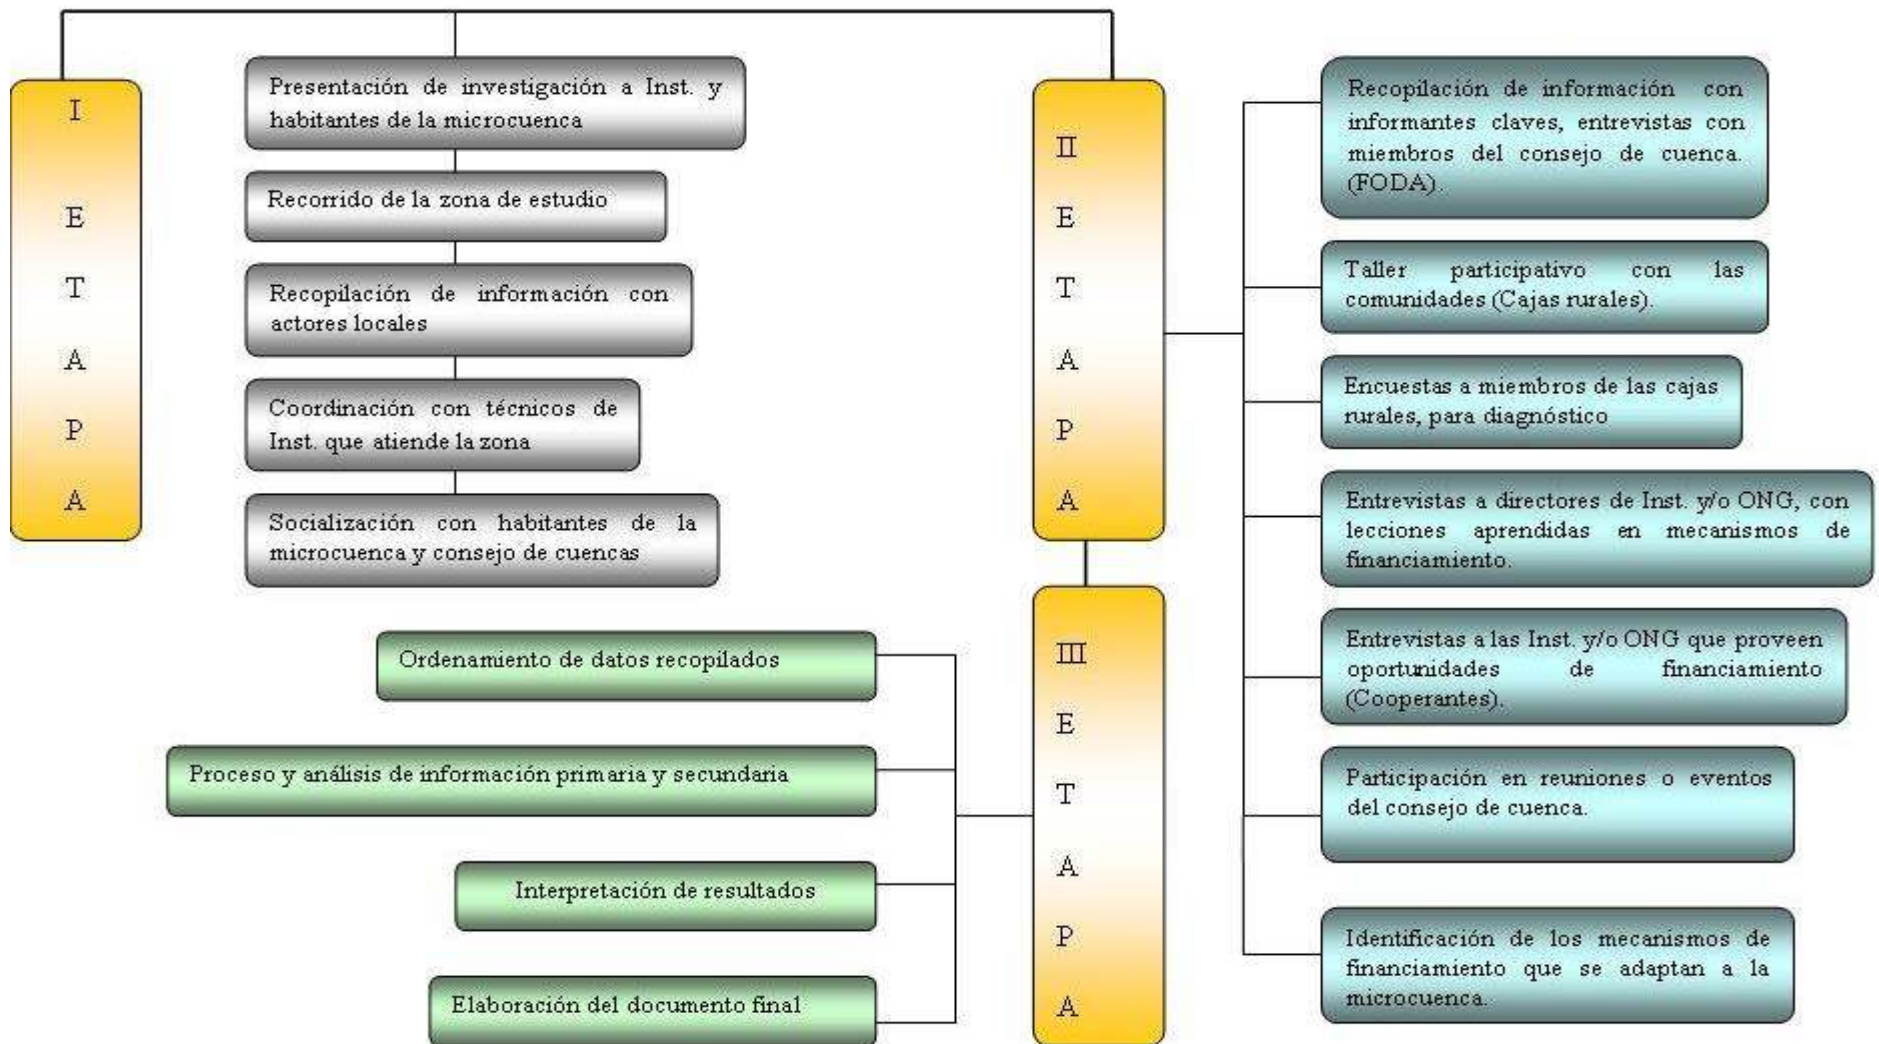 I
E
T
A
P
A
Presentación de investigación a Inst. y
habitantes de la microcuenca
Recorrido de la zona de estudio
Recopilación de información con
actores locales
Coordinación con técnicos de
Inst. que atiende la zona
Socialización con habitantes de la
microcuenca y consejo de cuencas
II
E
T
A
P
A
Recopilación de información con
informantes claves, entrevistas con
miembros del consejo de cuenca.
(FODA).
Taller participativo con las
comunidades (Cajas rurales).
Encuestas a miembros de las cajas
rurales, para diagnóstico
Entrevistas a directores de Inst. y/o ONG, con
lecciones aprendidas en mecanismos de
financiamiento.
Entrevistas a las Inst. y/o ONG que proveen
oportunidades de financiamiento
(Cooperantes).
Participación en reuniones o eventos
del consejo de cuenca.
Identificación de los mecanismos de
financiamiento que se adaptan a la
microcuenca.
III
E
T
A
P
A
Ordenamiento de datos recopilados
Proceso y análisis de información primaria y secundaria
Interpretación de resultados
Elaboración del documento final